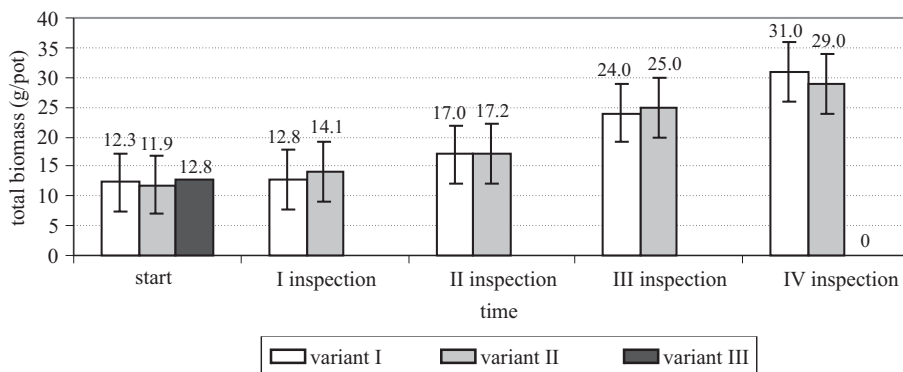 total biomass (g/pot)
40
35
30
25
20
15
10
5
0
12.3
11.9
12.8
12.8
14.1
17.0
17.2
24.0
25.0
31.0
29.0
0
start
I inspection
II inspection
III inspection
IV inspection
time
variant I
variant II
variant III